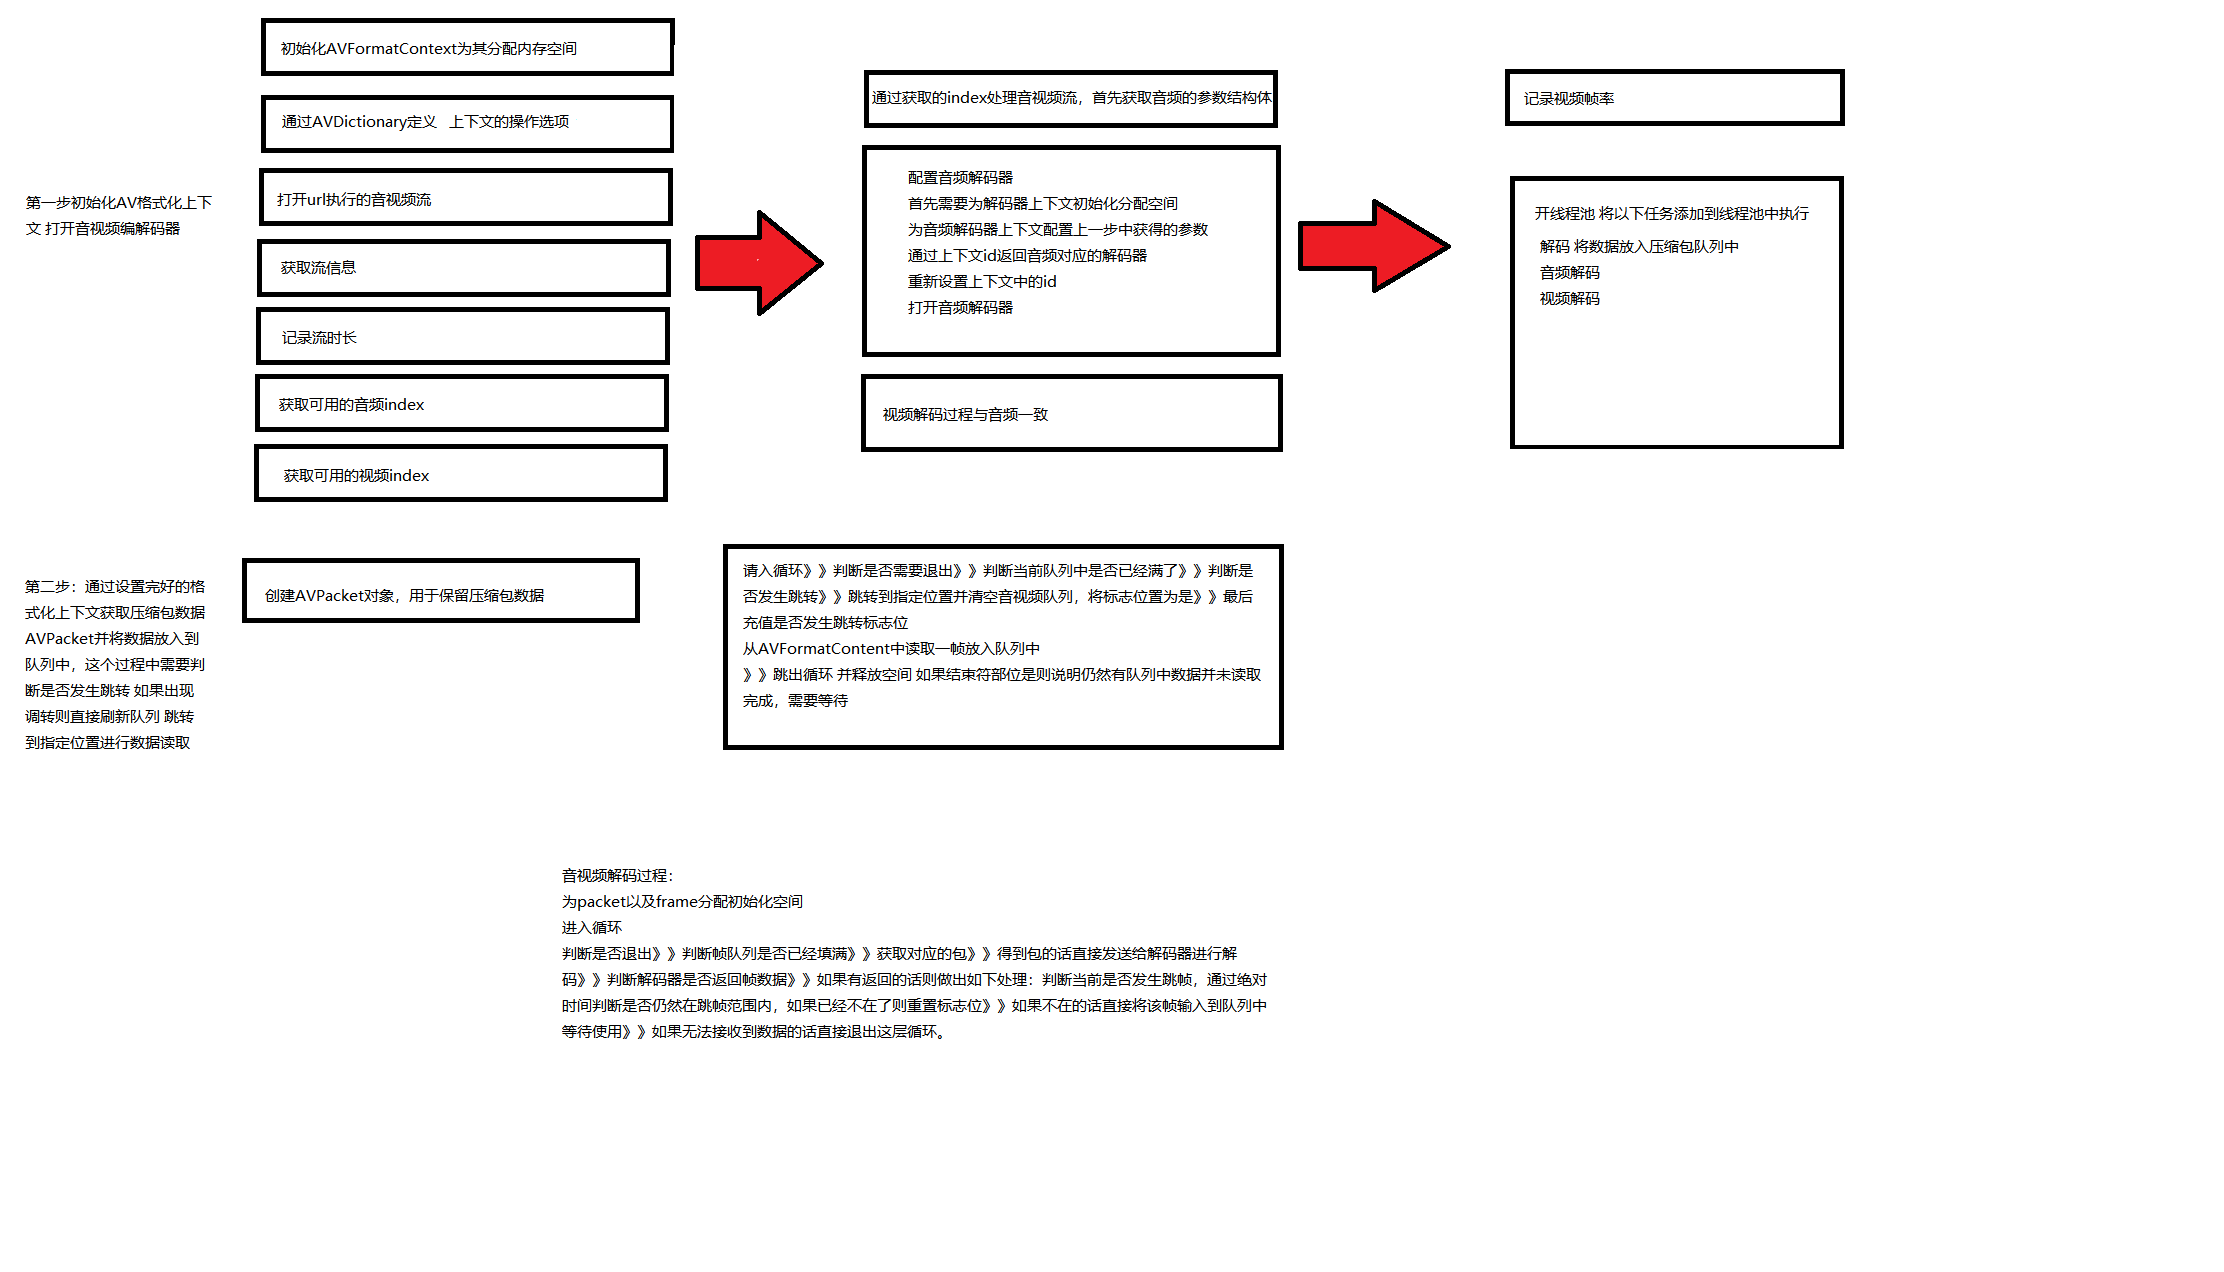 第一步初始化AV格式化上下
文 打开音视频编解码器
初始化AVFormatContext为其分配内存空间
通过AVDictionary定义 上下文的操作选项
打开url执行的音视频流
获取流信息
记录流时长
获取可用的音频index
获取可用的视频index
通过获取的index处理音视频流，首先获取音频的参数结构体
配置音频解码器
首先需要为解码器上下文初始化分配空间
为音频解码器上下文配置上一步中获得的参数
通过上下文id返回音频对应的解码器
重新设置上下文中的id
打开音频解码器
视频解码过程与音频一致
记录视频帧率
开线程池 将以下任务添加到线程池中执行
解码 将数据放入压缩包队列中
音频解码
视频解码
第二步：通过设置完好的格
式化上下文获取压缩包数据
AVPacket并将数据放入到
队列中，这个过程中需要判
断是否发生跳转 如果出现
调转则直接刷新队列 跳转
到指定位置进行数据读取
创建AVPacket对象，用于保留压缩包数据
请入循环》》判断是否需要退出》》判断当前队列中是否已经满了》》判断是
否发生跳转》》跳转到指定位置并清空音视频队列，将标志位置为是》》最后
充值是否发生跳转标志位
从AVFormatContent中读取一帧放入队列中
》》跳出循环 并释放空间 如果结束符部位是则说明仍然有队列中数据并未读取
完成，需要等待
音视频解码过程：
为packet以及frame分配初始化空间
进入循环
判断是否退出》》判断帧队列是否已经填满》》获取对应的包》》得到包的话直接发送给解码器进行解
码》》判断解码器是否返回帧数据》》如果有返回的话则做出如下处理：判断当前是否发生跳帧，通过绝对
时间判断是否仍然在跳帧范围内，如果已经不在了则重置标志位》》如果不在的话直接将该帧输入到队列中
等待使用》》如果无法接收到数据的话直接退出这层循环。